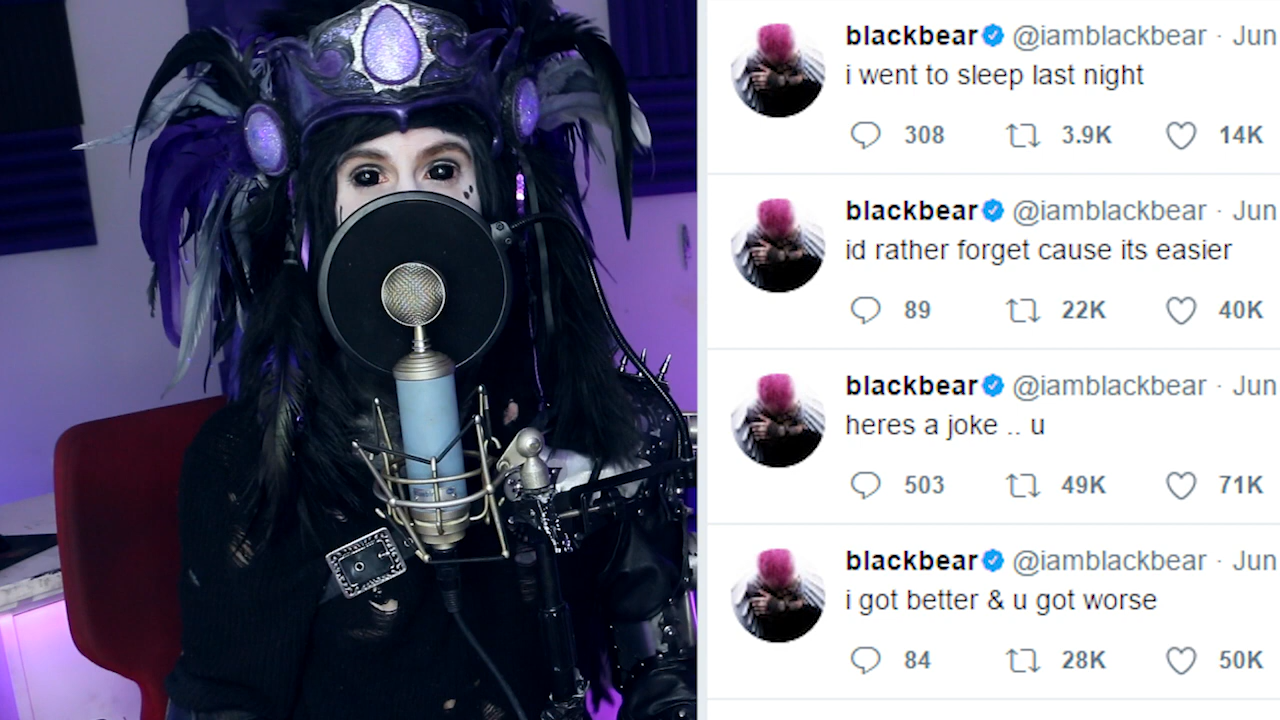 blackbear @iamblackbear · Jun
i went to sleep last night
308 3.9K 14K
blackbear @iamblackbear · Jun
id rather forget cause its easier
89 22K 40K
blackbear @iamblackbear · Jun
heres a joke .. u
503 49K 71K
blackbear @iamblackbear · Jun
i got better & u got worse
84 28K 50K